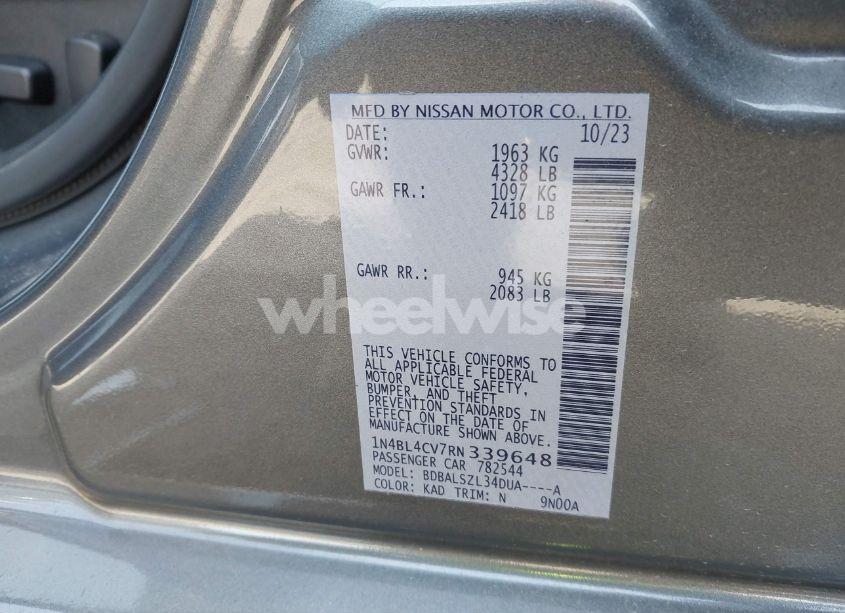 MFD BY NISSAN MOTOR CO., LTD.
DATE: 10/23
GVWR: 1963 KG
4328 LB
GAWR FR.: 1097 KG
2418 LB
GAWR RR.: 945 KG
2083 LB
wheelwise
THIS VEHICLE CONFORMS TO
ALL APPLICABLE FEDERAL
MOTOR VEHICLE SAFETY,
BUMPER, AND THEFT
PREVENTION STANDARDS IN
EFFECT ON THE DATE OF
MANUFACTURE SHOWN ABOVE.
1N4BL4CV7RN 339648
PASSENGER CAR 782544
MODEL: BDBALSZL34DUA----A
COLOR: KAD TRIM: N 9N00A